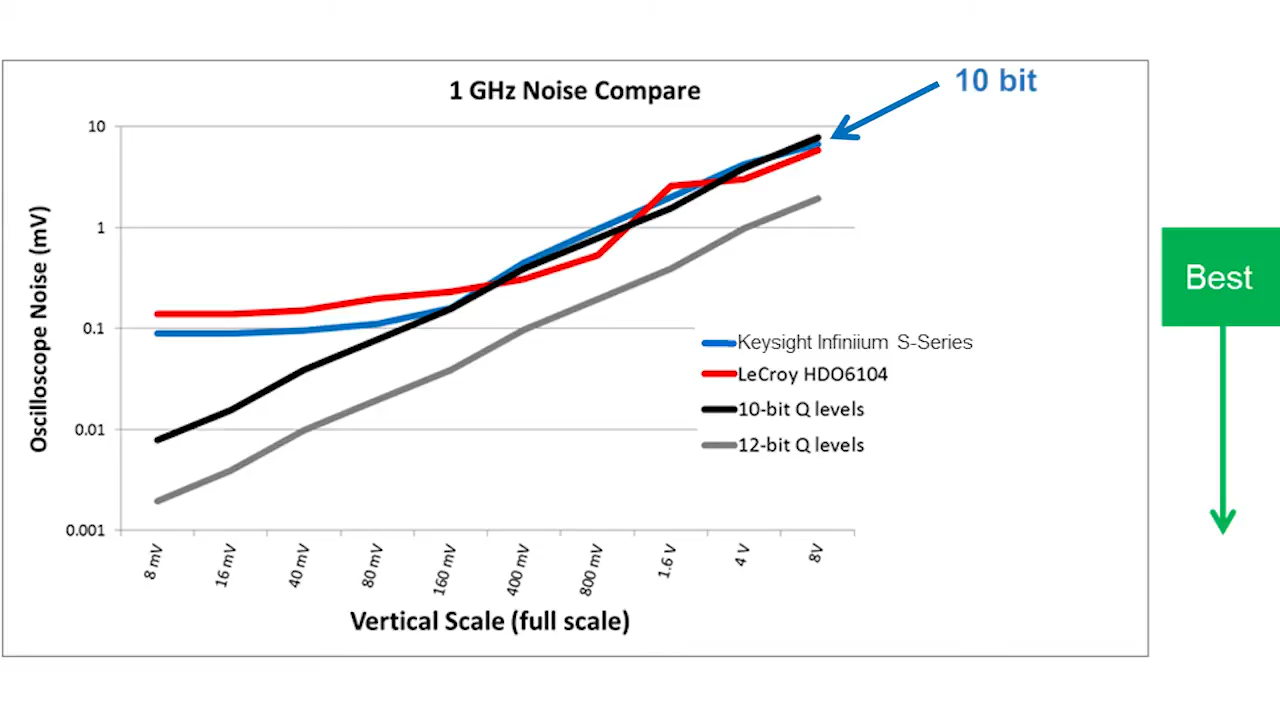 10 bit
1 GHz Noise Compare
10
1
0.1
0.01
0.001
Oscilloscope Noise (mV)
Keysight Infiniium S-Series
LeCroy HDO6104
10-bit Q levels
12-bit Q levels
8 mV
16 mV
40 mV
80 mV
160 mV
400 mV
800 mV
1.6 V
4 V
8V
Vertical Scale (full scale)
Best